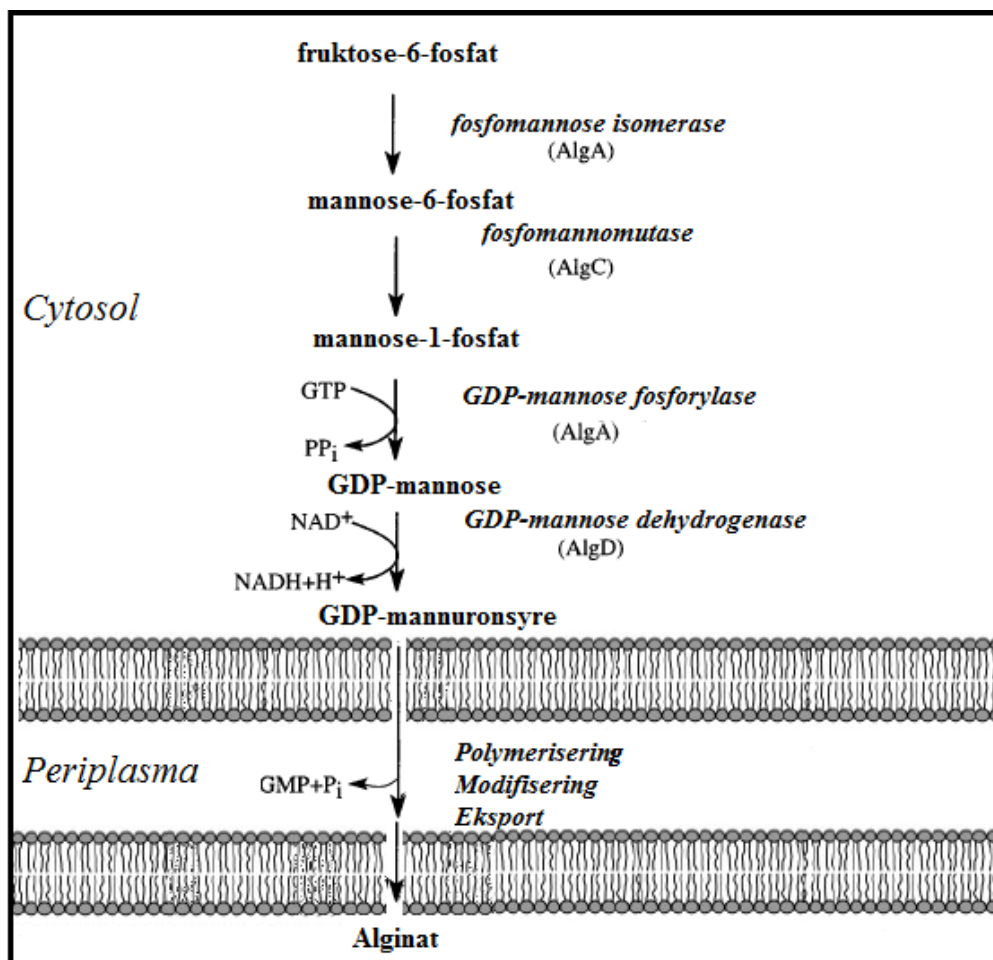 fruktose-6-fosfat
fosfomannose isomerase
(AlgA)
mannose-6-fosfat
fosfomannomutase
(AlgC)
Cytosol
mannose-1-fosfat
GTP
GDP-mannose fosforylase
(AlgA)
PPi
GDP-mannose
NAD+
GDP-mannose dehydrogenase
(AlgD)
NADH+H+
GDP-mannuronsyre
Periplasma
Polymerisering
GMP+Pi
Modifisering
Eksport
Alginat